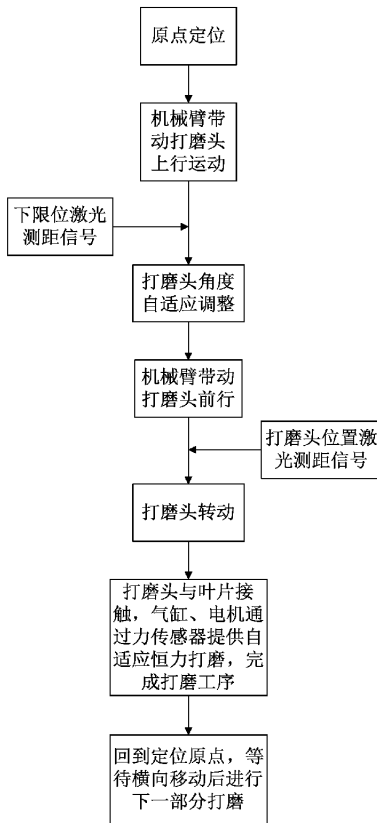 原点定位
机械臂带
动打磨头
上行运动
下限位激光
测距信号
打磨头角度
自适应调整
机械臂带动
打磨头前行
打磨头位置激
光测距信号
打磨头转动
打磨头与叶片接
触，气缸、电机通
过力传感器提供自
适应恒力打磨，完
成打磨工序
回到定位原点，等
待横向移动后进行
下一部分打磨